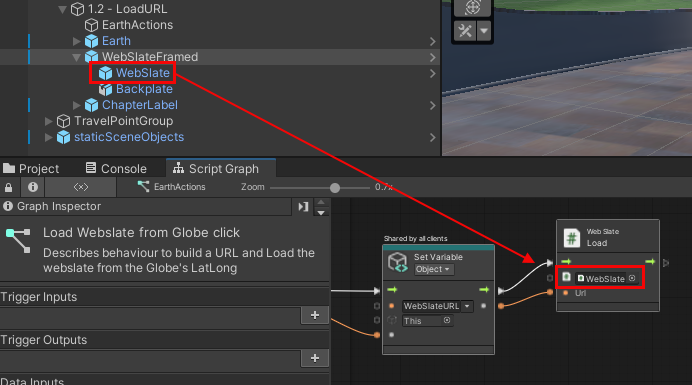 1.2 - LoadURL
EarthActions
Earth
WebSlateFramed
WebSlate
Backplate
ChapterLabel
TravelPointGroup
staticSceneObjects
Project
Console
Script Graph
<×>
EarthActions
Zoom
0.7x
Graph Inspector
Load Webslate from Globe click
Describes behaviour to build a URL and Load the
webslate from the Globe's LatLong
Trigger Inputs
Trigger Outputs
Data Inputs
Shared by all clients
Set Variable
Object
WebSlateURL
This
Web Slate
Load
WebSlate
Url